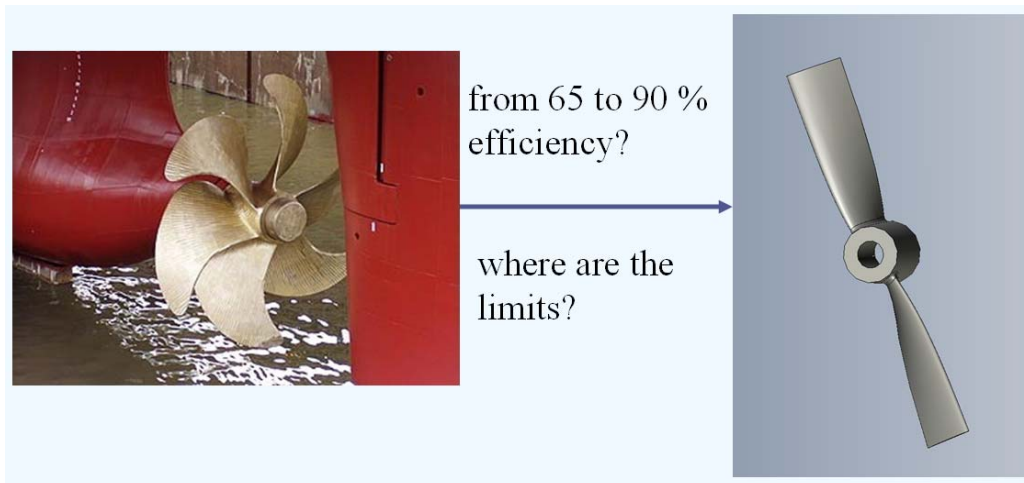 from 65 to 90 %
efficiency?
where are the
limits?